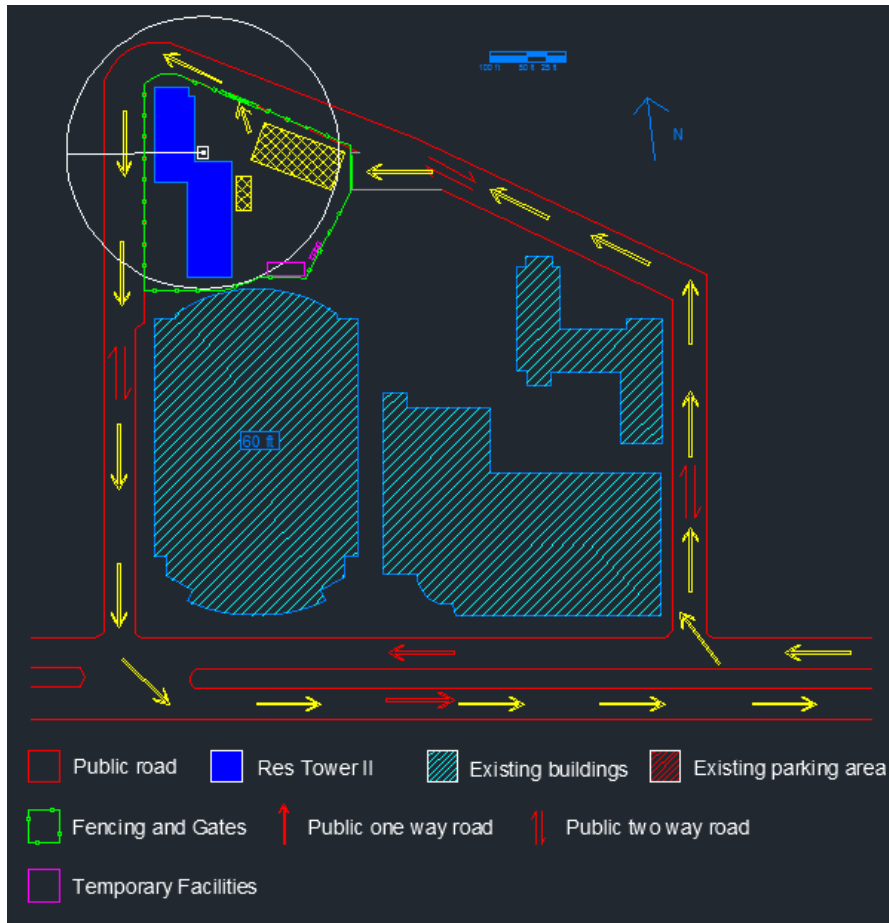 100 ft 50 ft 25 ft
N
60 ft
Public road
Res Tower II
Existing buildings
Existing parking area
Fencing and Gates
Public one way road
Public two way road
Temporary Facilities